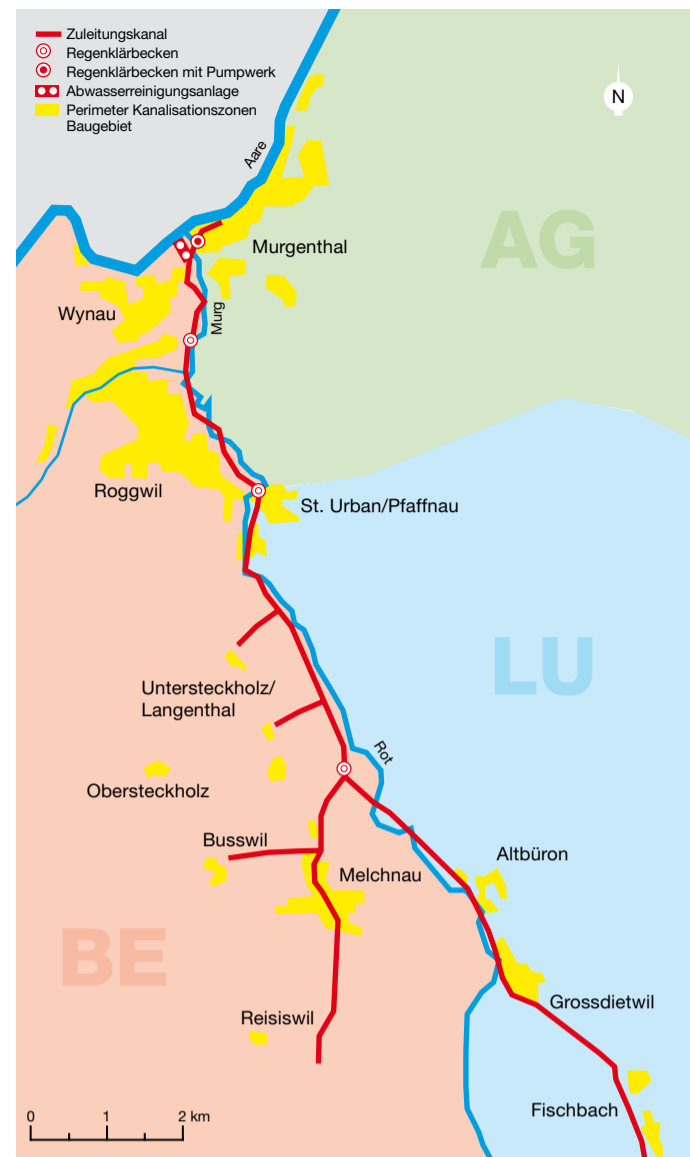 Zuleitungskanal
Regenklärbecken
Regenklärbecken mit Pumpwerk
Abwasserreinigungsanlage
Perimeter Kanalisationszonen
Baugebiet
N
Aare
AG
Murgenthal
Wynau
Murg
Roggwil
St. Urban/Pfaffnau
LU
Untersteckholz/
Langenthal
Rot
Obersteckholz
Busswil
Altbüron
Melchnau
BE
Grossdietwil
Reisiswil
Fischbach
0 1 2 km